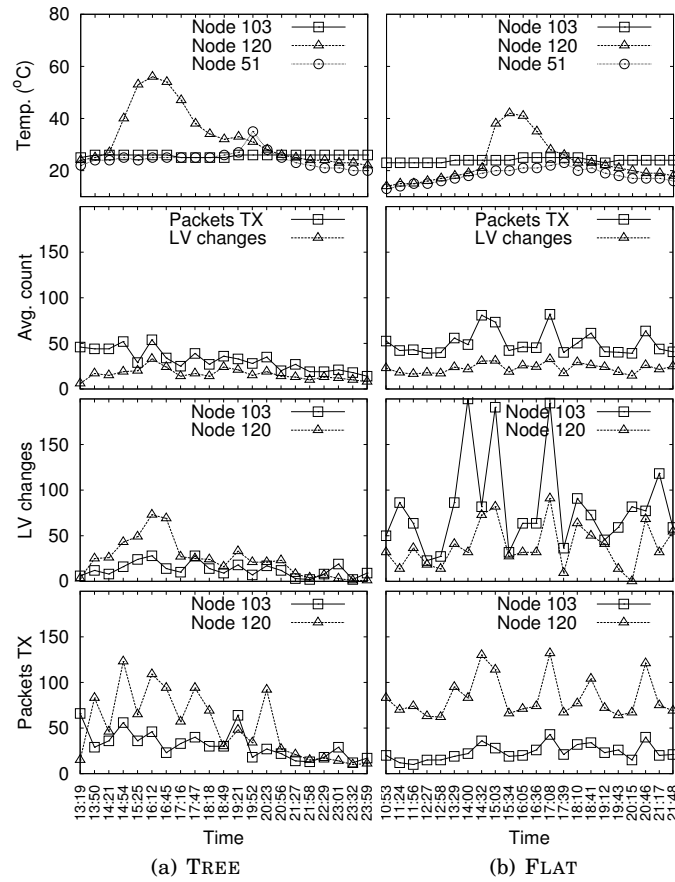 Temp. (°C)
80
60
40
20
Node 103
Node 120
Node 51
Node 103
Node 120
Node 51
Avg. count
150
100
50
0
Packets TX
LV changes
Packets TX
LV changes
LV changes
150
100
50
0
Node 103
Node 120
Node 103
Node 120
Packets TX
150
100
50
0
Node 103
Node 120
Node 103
Node 120
13:19
13:50
14:21
14:54
15:25
16:12
16:45
17:16
17:47
18:18
18:49
19:21
19:52
20:23
20:56
21:27
21:58
22:29
23:01
23:32
23:59
10:53
11:24
11:56
12:27
12:58
13:29
14:00
14:32
15:03
15:34
16:05
16:36
17:08
17:39
18:10
18:41
19:12
19:43
20:15
20:46
21:17
21:48
Time
Time
(a) TREE
(b) FLAT